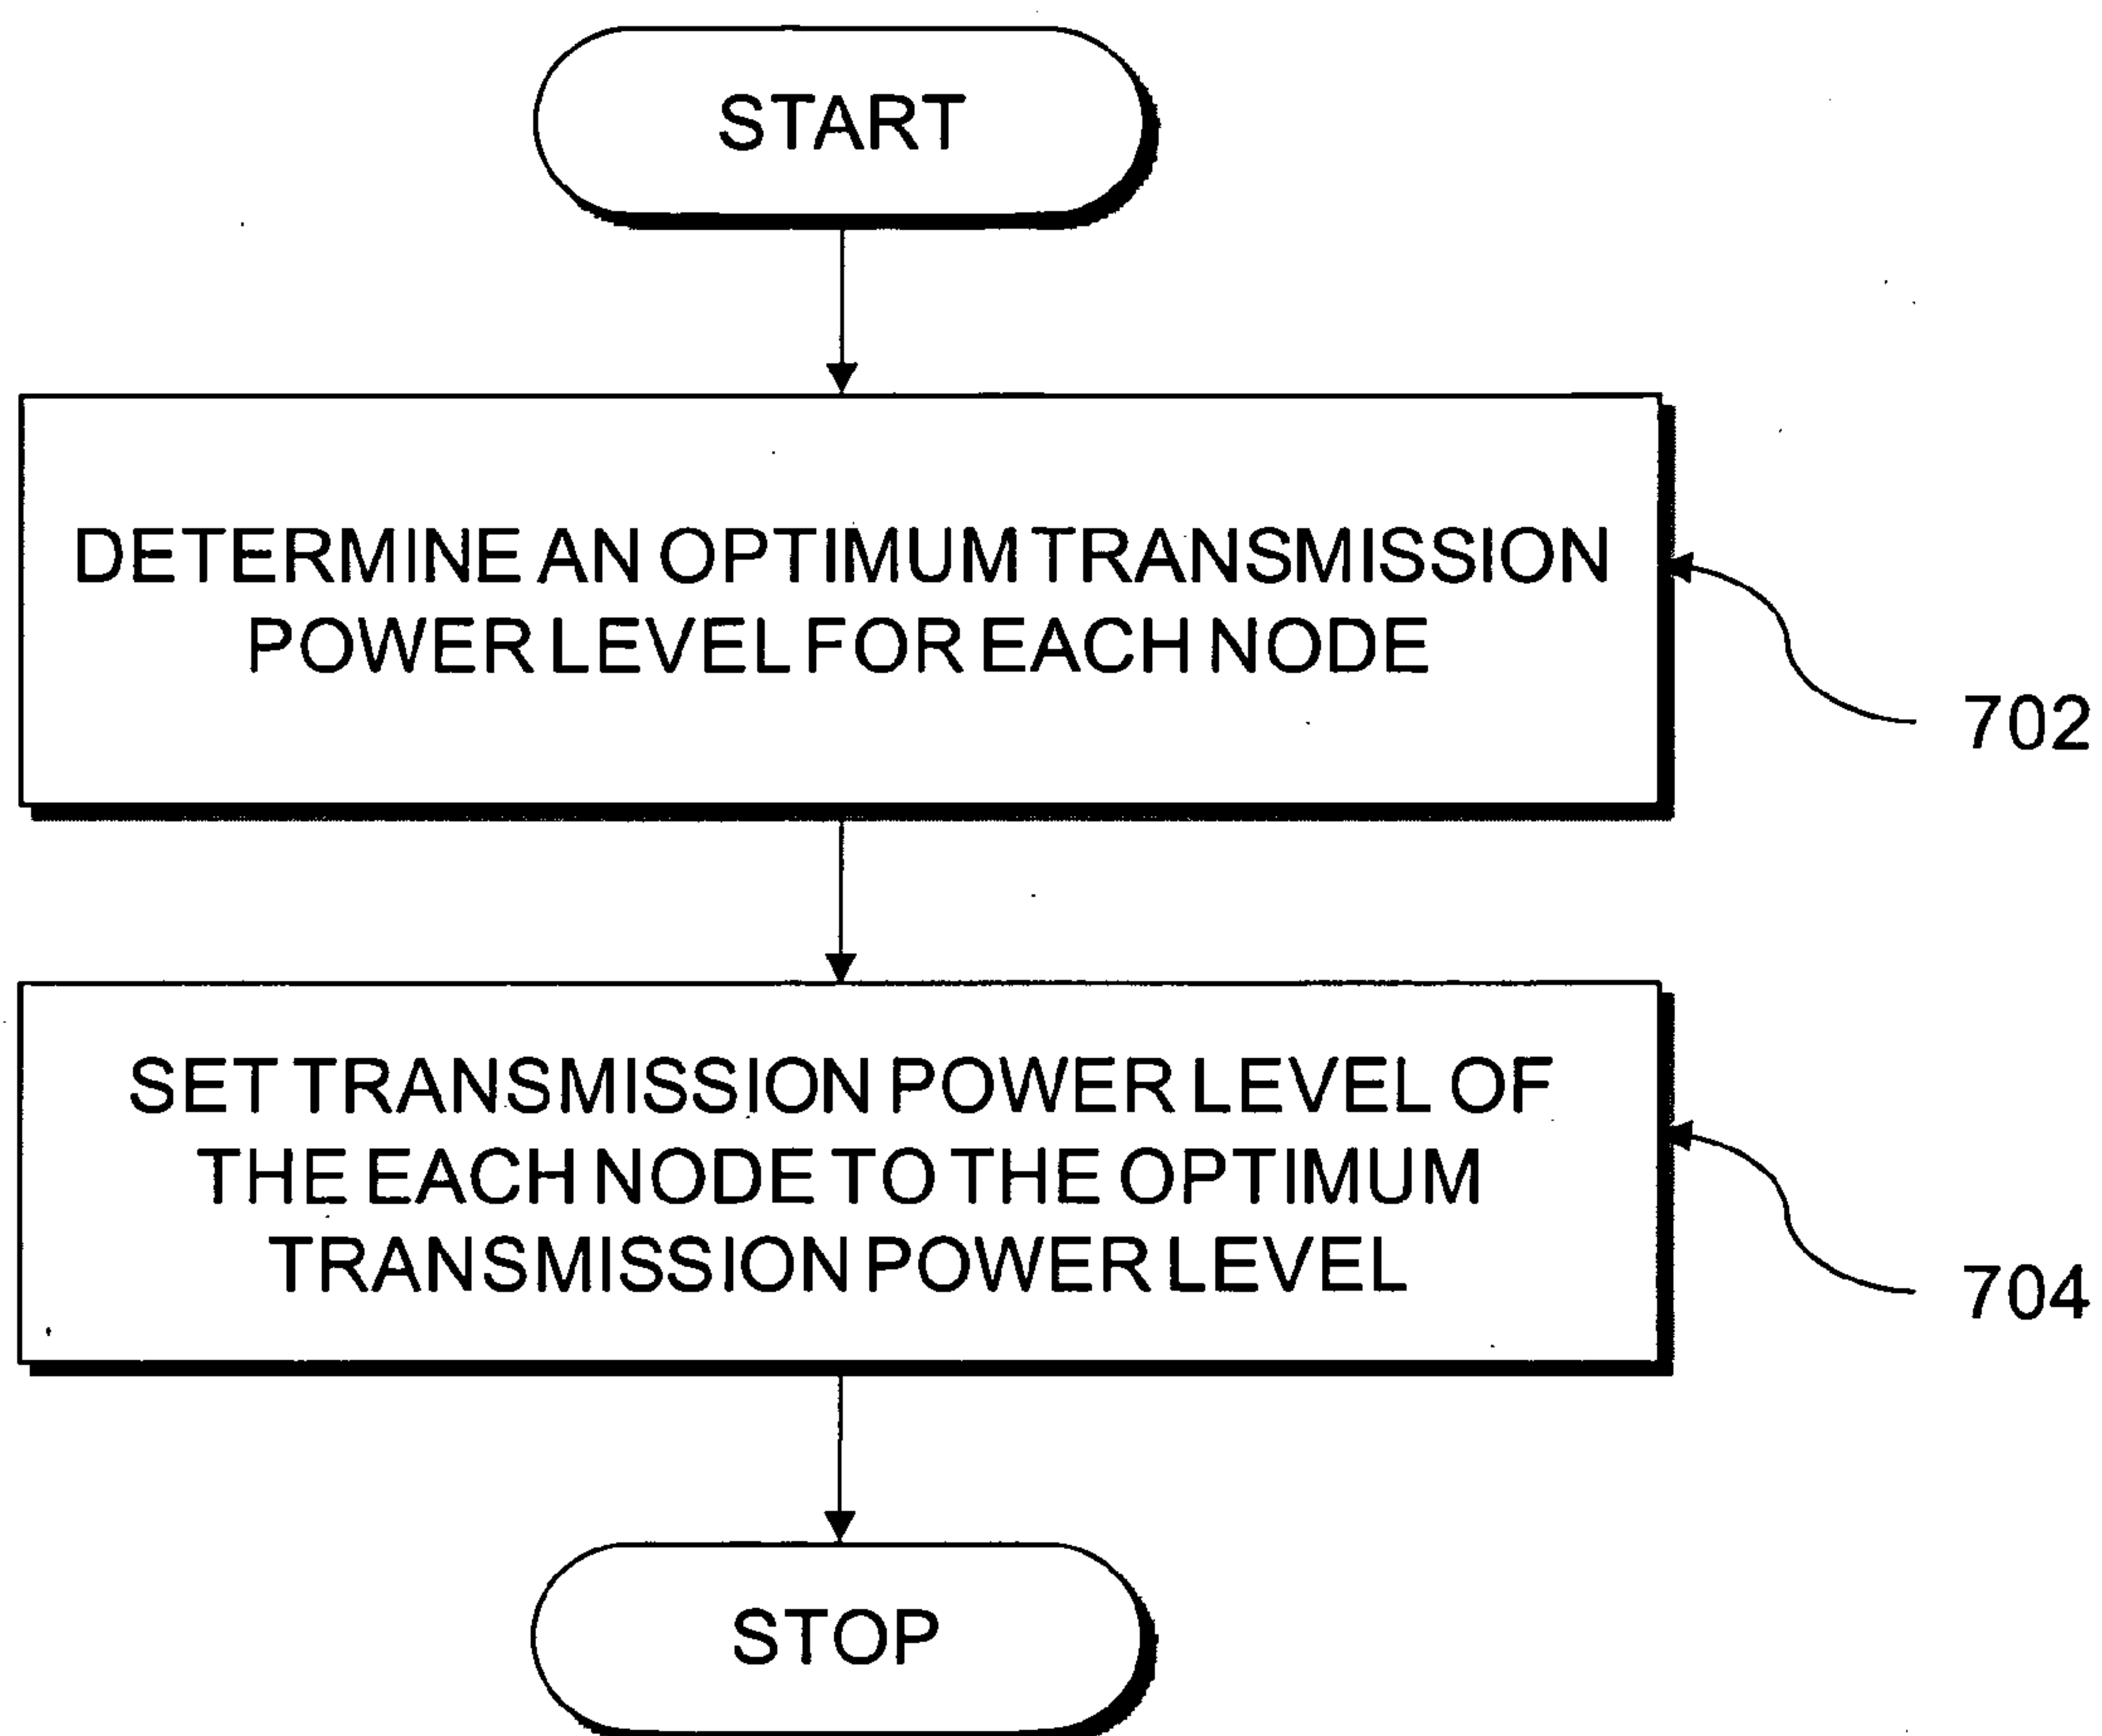 START
DETERMINE AN OPTIMUM TRANSMISSION
POWER LEVEL FOR EACH NODE
702
SET TRANSMISSION POWER LEVEL OF
THE EACH NODE TO THE OPTIMUM
TRANSMISSION POWER LEVEL
704
STOP